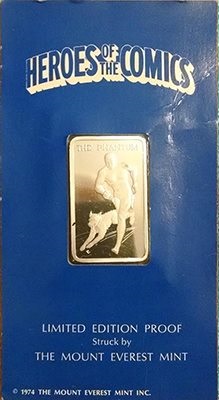 HEROES OF
THE COMICS
THE PHANTOM
LIMITED EDITION PROOF
Struck by
THE MOUNT EVEREST MINT
© 1974 THE MOUNT EVEREST MINT INC.